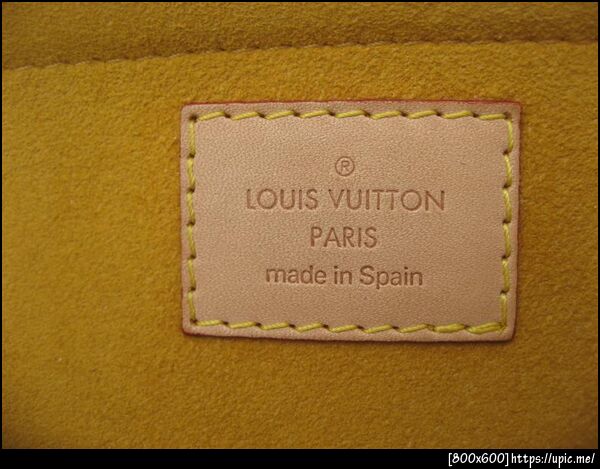 ®
LOUIS VUITTON
PARIS
made in Spain
[800x600]https://upic.me/